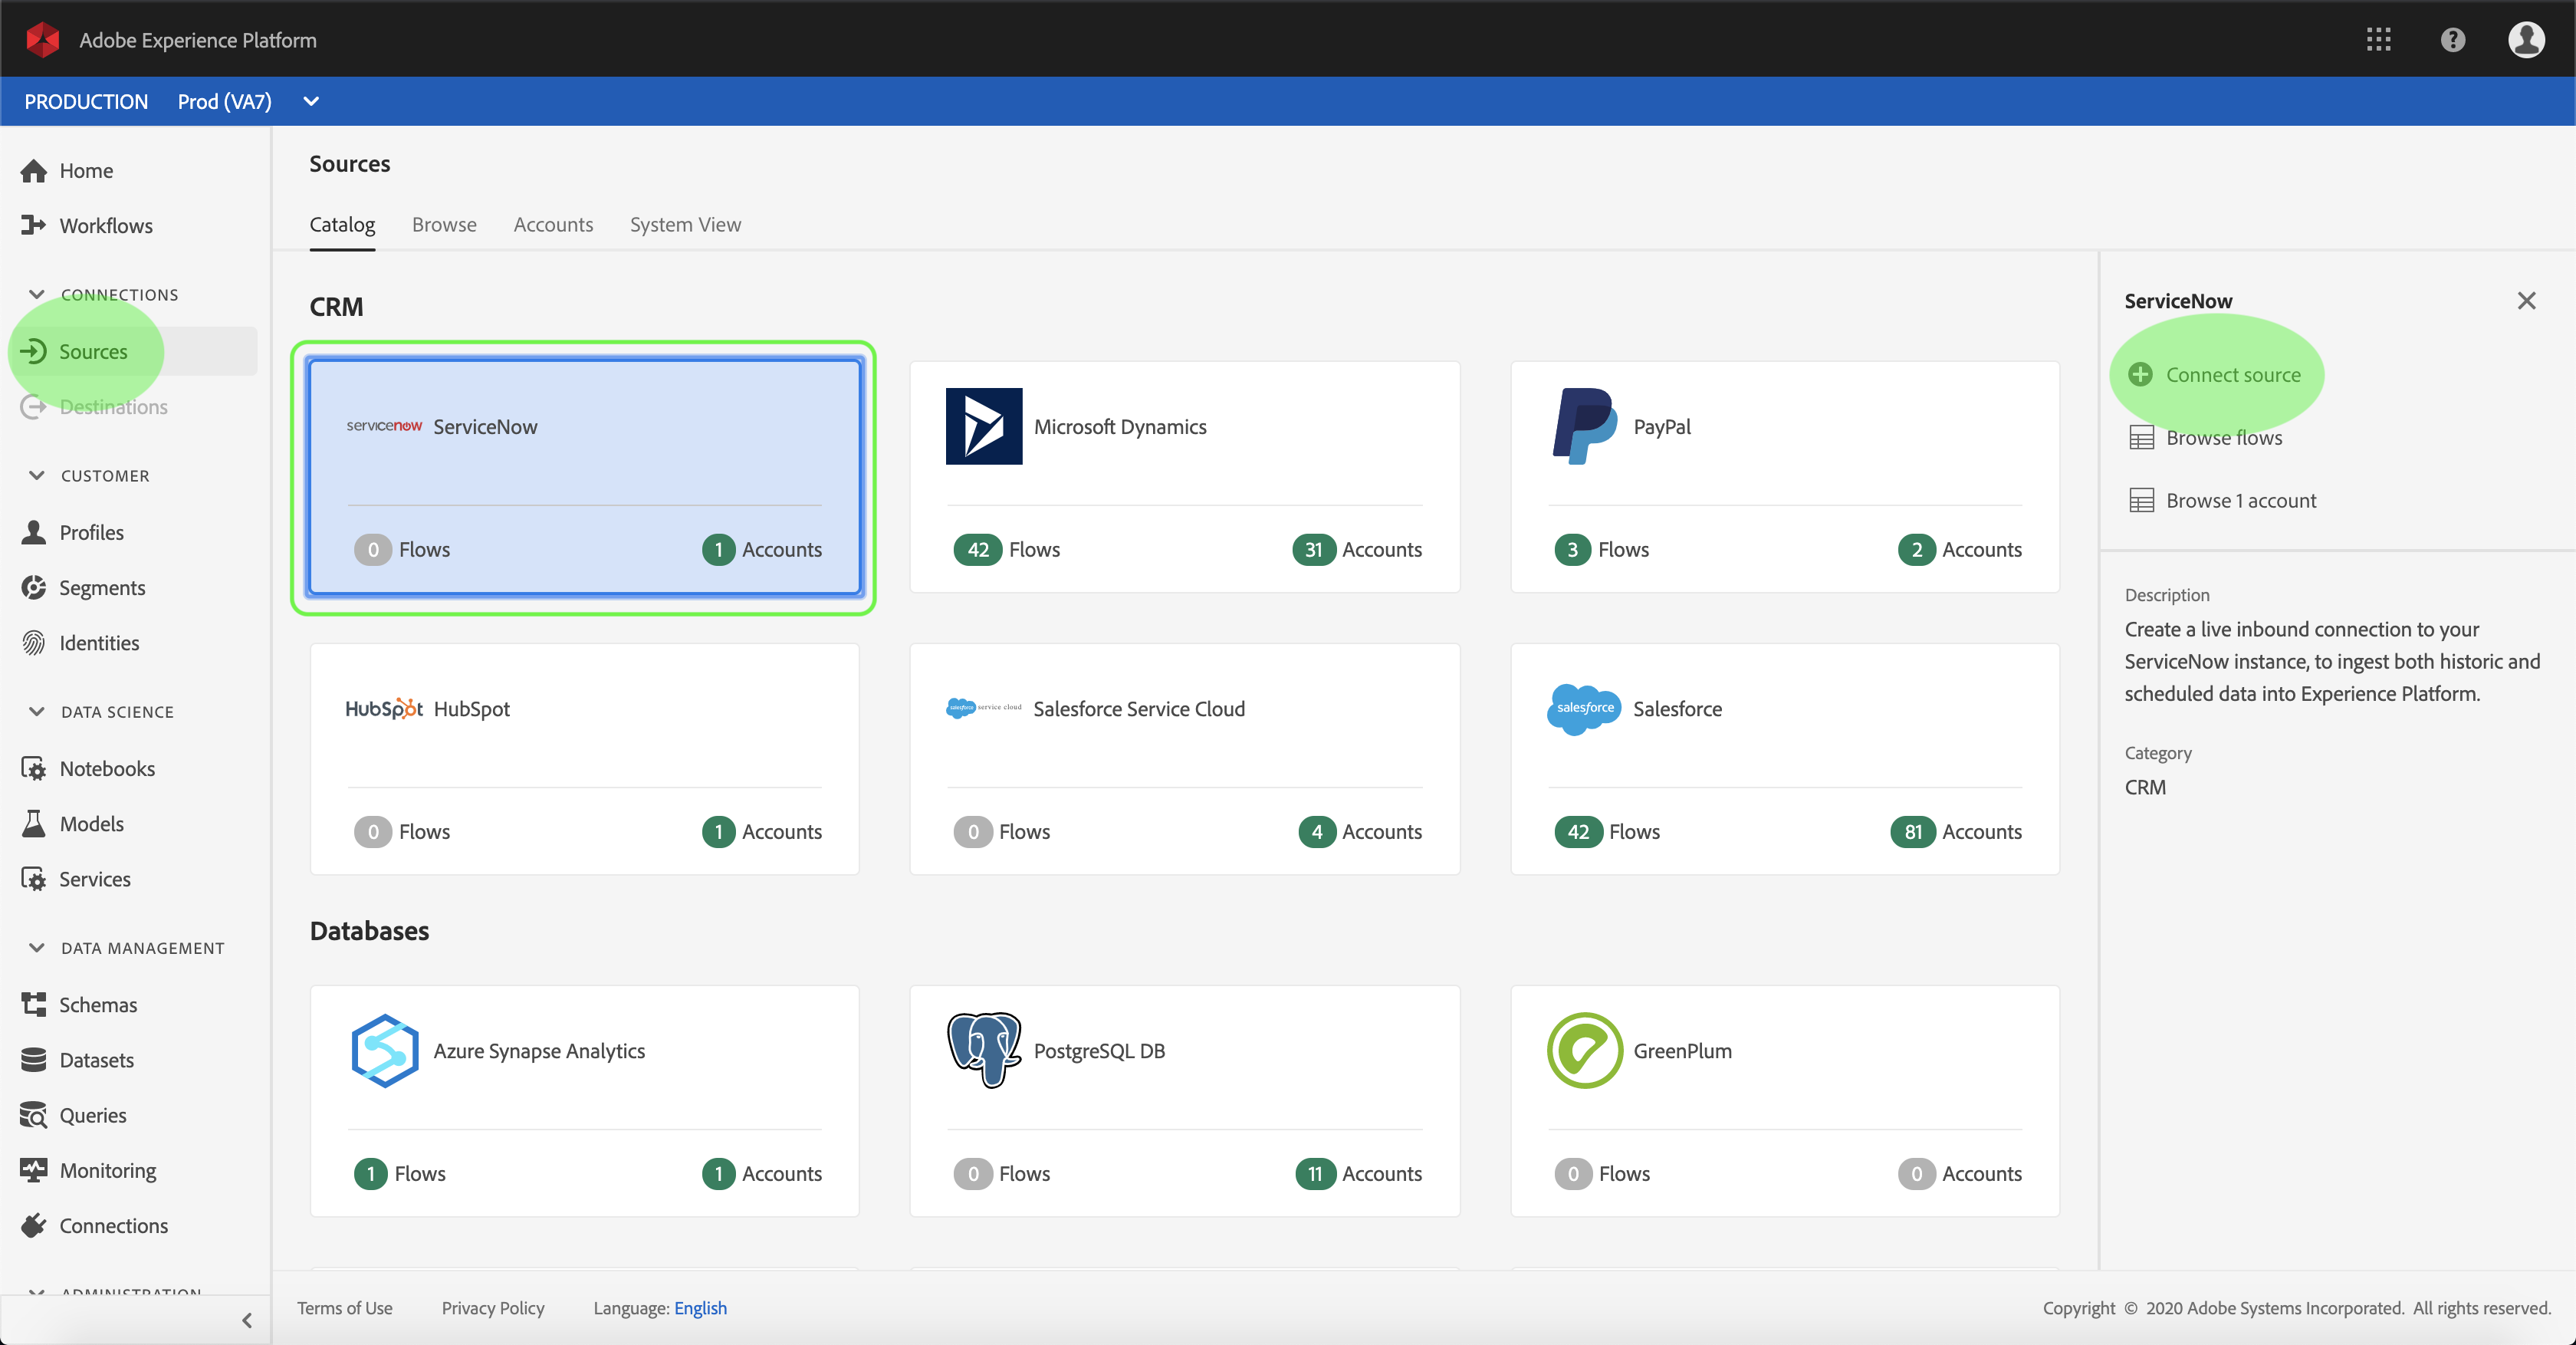 Adobe Experience Platform
PRODUCTION Prod (VA7)
Home
Workflows
CONNECTIONS
Sources
Destinations
CUSTOMER
Profiles
Segments
Identities
DATA SCIENCE
Notebooks
Models
Services
DATA MANAGEMENT
Schemas
Datasets
Queries
Monitoring
Connections
ADMINISTRATION
Sources
Catalog Browse Accounts System View
CRM
servicenow ServiceNow
0 Flows 1 Accounts
Microsoft Dynamics
42 Flows 31 Accounts
PayPal
3 Flows 2 Accounts
HubSpot HubSpot
0 Flows 1 Accounts
salesforce service cloud Salesforce Service Cloud
0 Flows 4 Accounts
salesforce Salesforce
42 Flows 81 Accounts
Databases
Azure Synapse Analytics
1 Flows 1 Accounts
PostgreSQL DB
0 Flows 11 Accounts
GreenPlum
0 Flows 0 Accounts
ServiceNow
Connect source
Browse flows
Browse 1 account
Description
Create a live inbound connection to your
ServiceNow instance, to ingest both historic and
scheduled data into Experience Platform.
Category
CRM
Terms of Use Privacy Policy Language: English
Copyright © 2020 Adobe Systems Incorporated. All rights reserved.